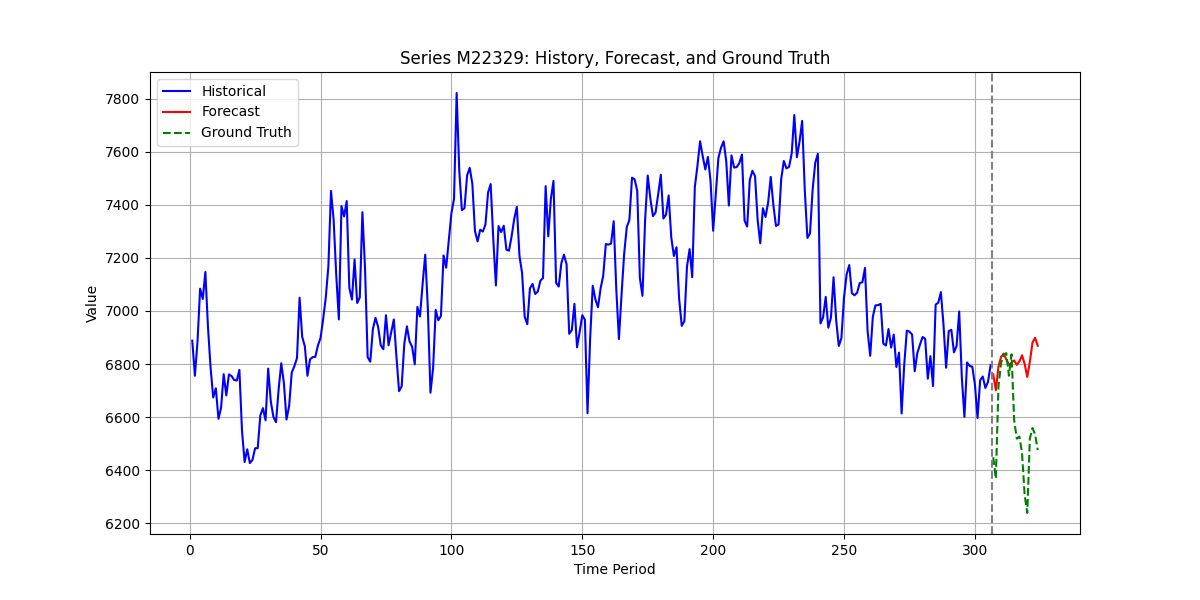 Series M22329: History, Forecast, and Ground Truth
Historical
Forecast
Ground Truth
Value
7800
7600
7400
7200
7000
6800
6600
6400
6200
0 50 100 150 200 250 300
Time Period